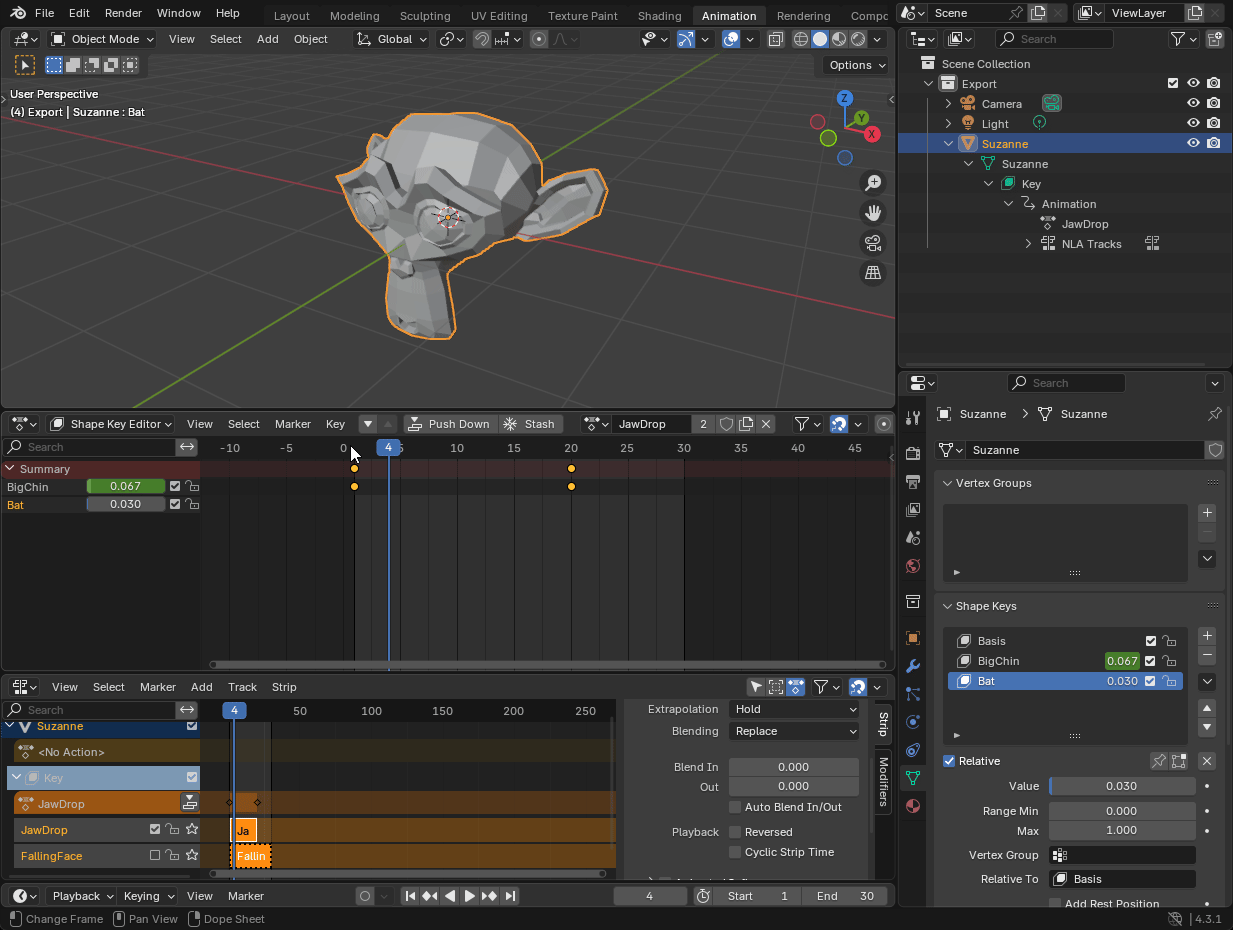 File Edit Render Window Help Layout Modeling Sculpting UV Editing Texture Paint Shading Animation Rendering Compo Scene ViewLayer
Object Mode View Select Add Object Global Search
Options
User Perspective
(4) Export | Suzanne : Bat
Z
Y
X
Scene Collection
Export
Camera
Light
Suzanne
Suzanne
Key
Animation
JawDrop
NLA Tracks
Shape Key Editor View Select Marker Key Push Down Stash JawDrop 2
Search -10 -5 0 4 5 10 15 20 25 30 35 40 45
Summary
BigChin 0.067
Bat 0.030
View Select Marker Add Track Strip
Search 4 50 100 150 200 250
Suzanne
<No Action>
Key
JawDrop
JawDrop Ja
FallingFace Fallin
Extrapolation Hold
Blending Replace
Blend In 0.000
Out 0.000
Auto Blend In/Out
Playback Reversed
Cyclic Strip Time
Strip
Modifiers
Playback Keying View Marker 4 Start 1 End 30
Change Frame Pan View Dope Sheet 4.3.1
Search
Suzanne Suzanne
Suzanne
Vertex Groups
Shape Keys
Basis
BigChin 0.067
Bat 0.030
Relative
Value 0.030
Range Min 0.000
Max 1.000
Vertex Group
Relative To Basis
Add Rest Position